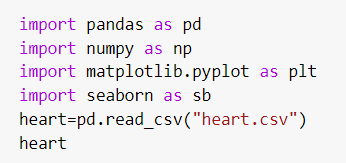 import pandas as pd
import numpy as np
import matplotlib.pyplot as plt
import seaborn as sb
heart=pd.read_csv("heart.csv")
heart